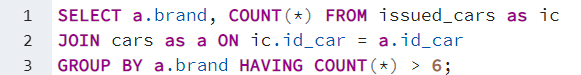 1 SELECT a.brand, COUNT(*) FROM issued_cars as ic
2 JOIN cars as a ON ic.id_car = a.id_car
3 GROUP BY a.brand HAVING COUNT(*) > 6;